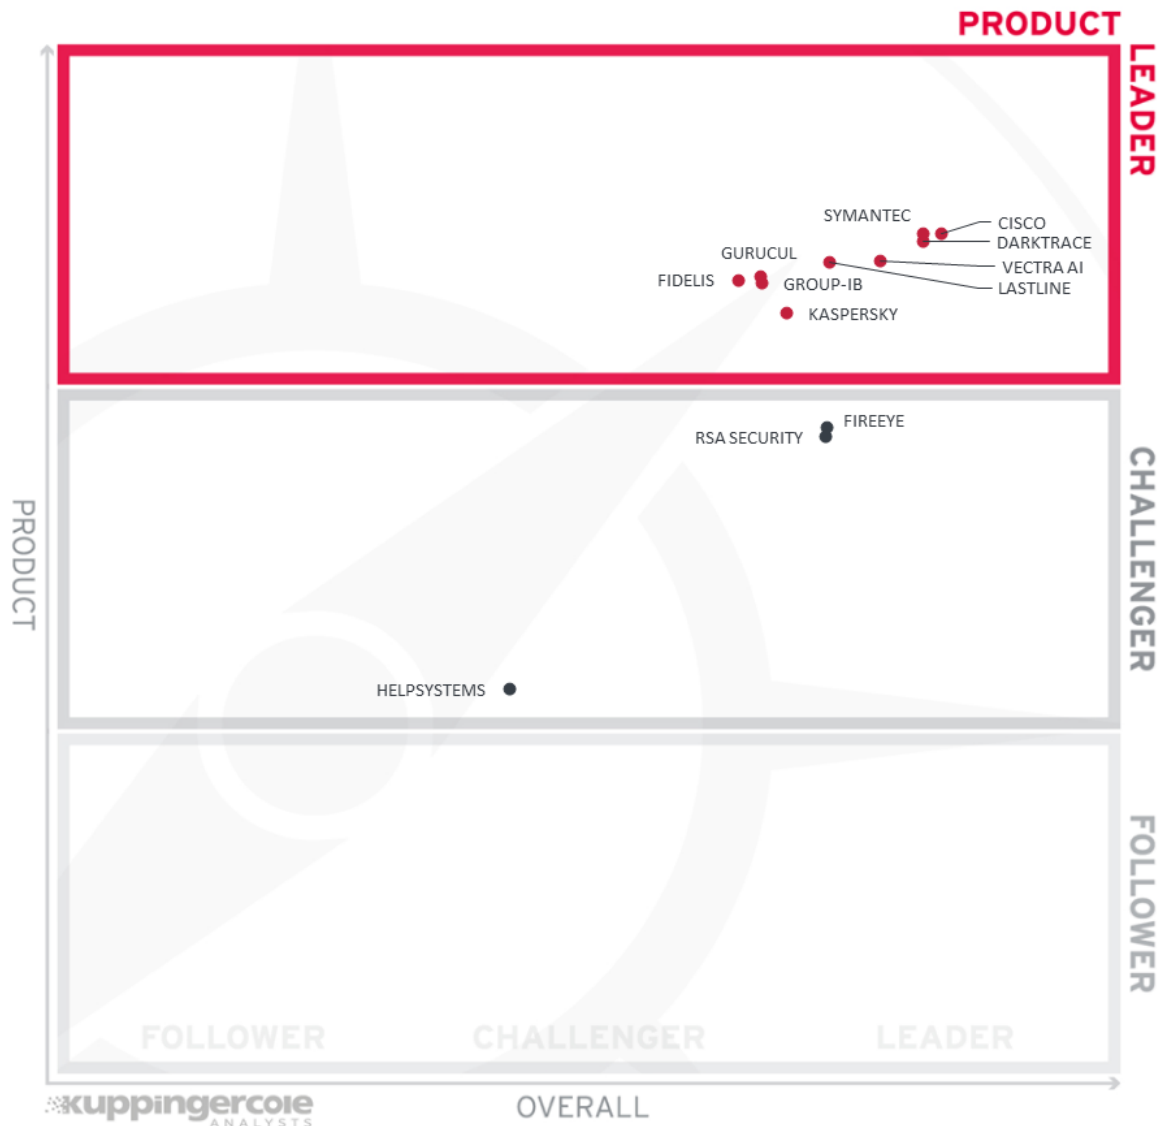 PRODUCT
LEADER
SYMANTEC
CISCO
DARKTRACE
GURUCUL
VECTRA AI
FIDELIS
GROUP-IB
LASTLINE
KASPERSKY
FIREEYE
RSA SECURITY
CHALLENGER
PRODUCT
HELPSYSTEMS
FOLLOWER
FOLLOWER
CHALLENGER
LEADER
kuppingercole
ANALYSTS
OVERALL